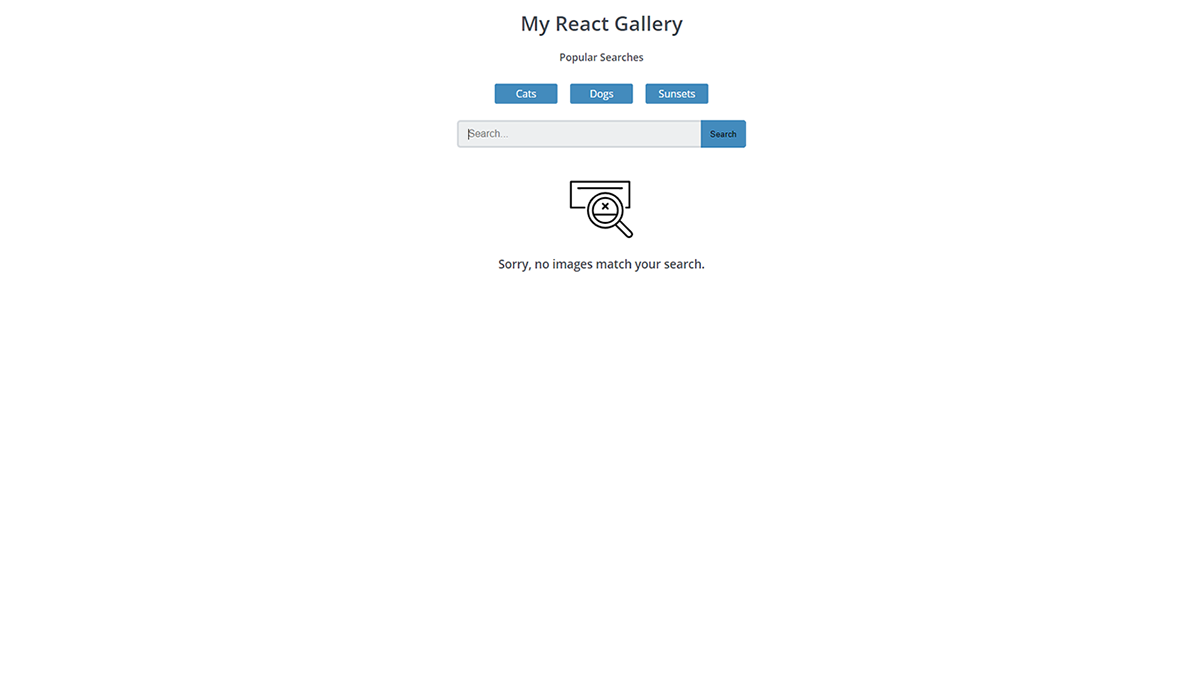 My React Gallery
Popular Searches
Cats Dogs Sunsets
Search... Search
Sorry, no images match your search.